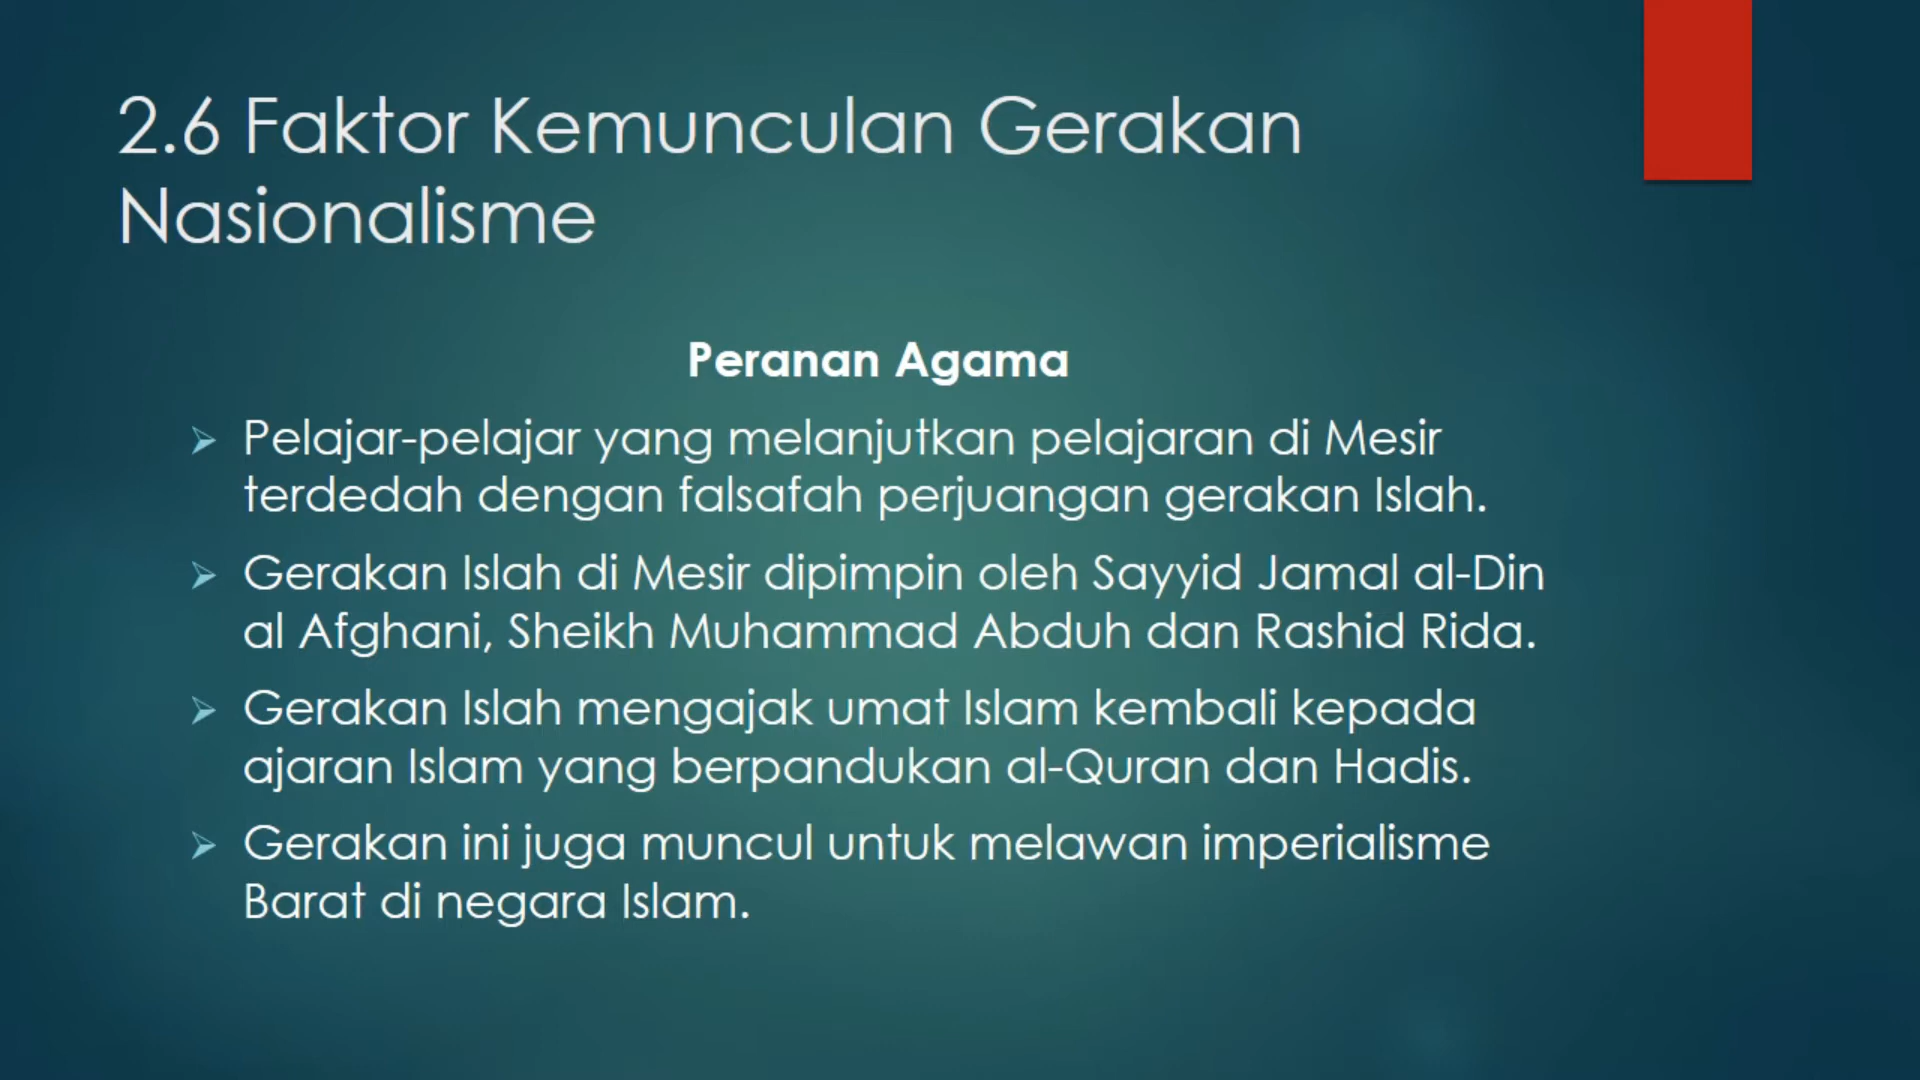 2.6 Faktor Kemunculan Gerakan
Nasionalisme
Peranan Agama
Pelajar-pelajar yang melanjutkan pelajaran di Mesir
terdedah dengan falsafah perjuangan gerakan Islah.
Gerakan Islah di Mesir dipimpin oleh Sayyid Jamal al-Din
al Afghani, Sheikh Muhammad Abduh dan Rashid Rida.
Gerakan Islah mengajak umat Islam kembali kepada
ajaran Islam yang berpandukan al-Quran dan Hadis.
Gerakan ini juga muncul untuk melawan imperialisme
Barat di negara Islam.